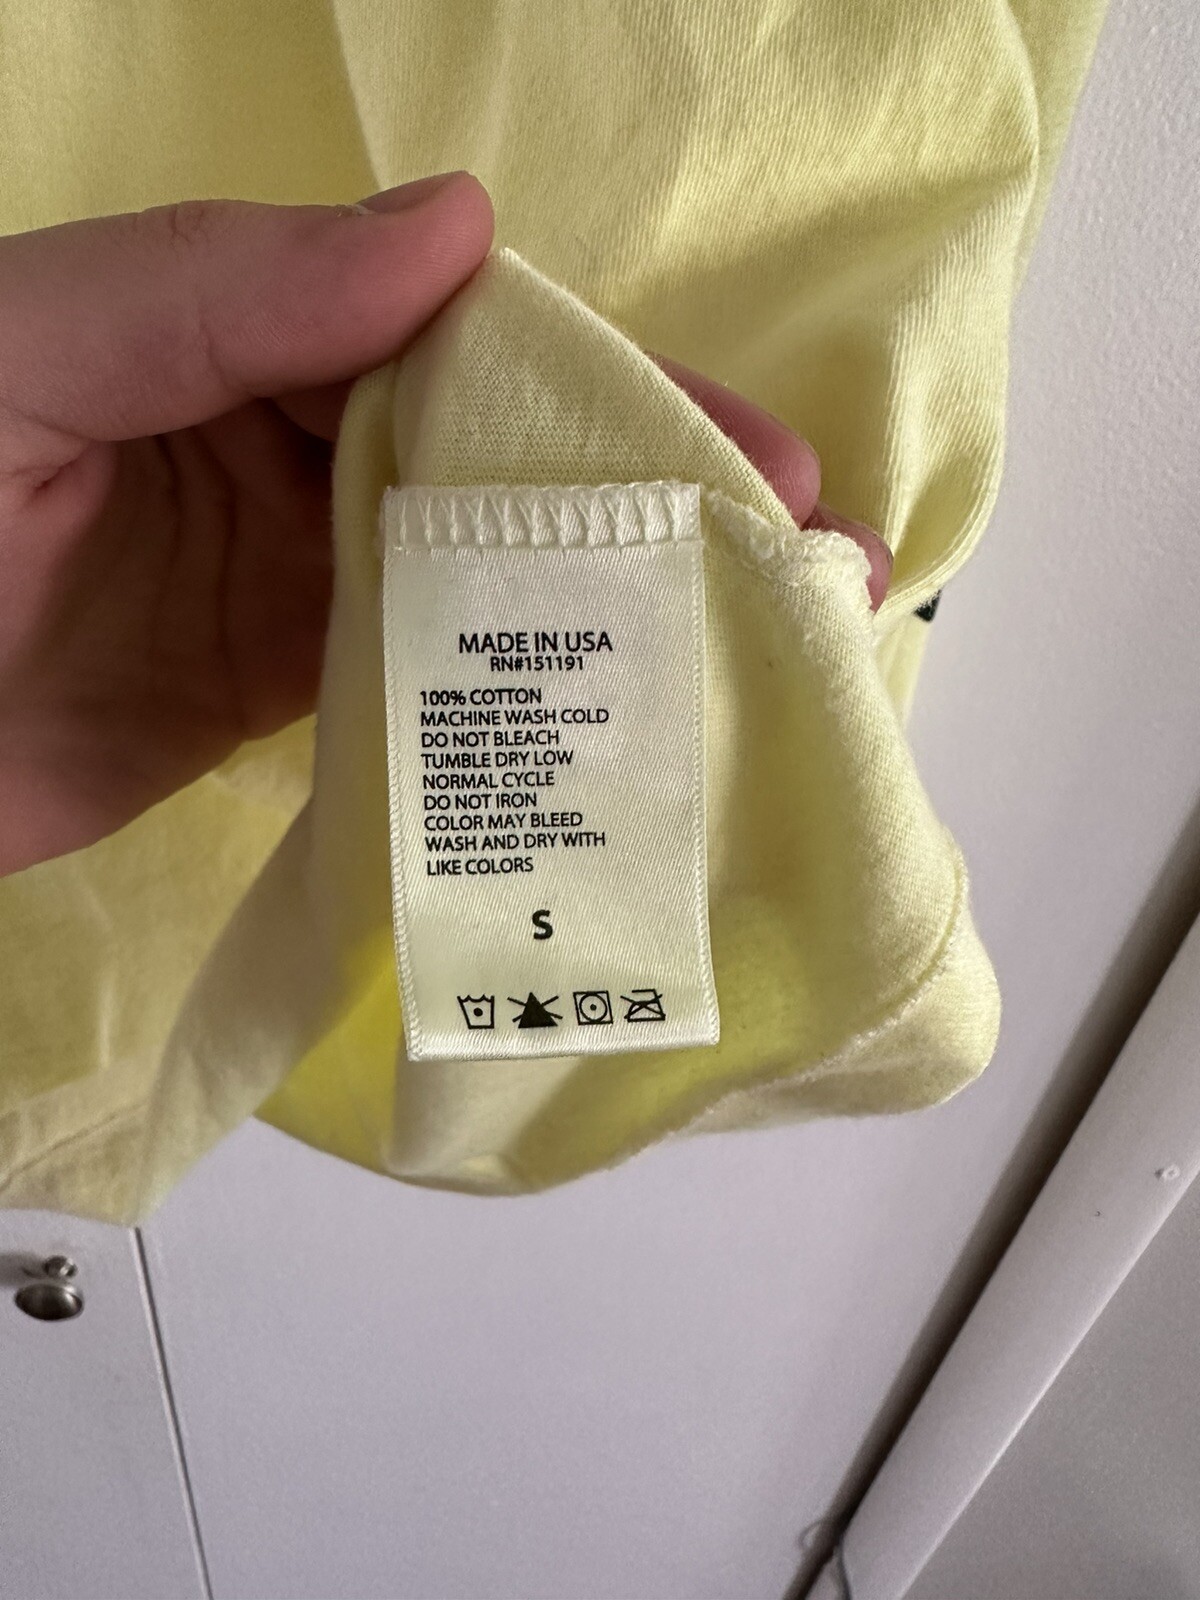 MADE IN USA
RN#151191
100% COTTON
MACHINE WASH COLD
DO NOT BLEACH
TUMBLE DRY LOW
NORMAL CYCLE
DO NOT IRON
COLOR MAY BLEED
WASH AND DRY WITH
LIKE COLORS
S